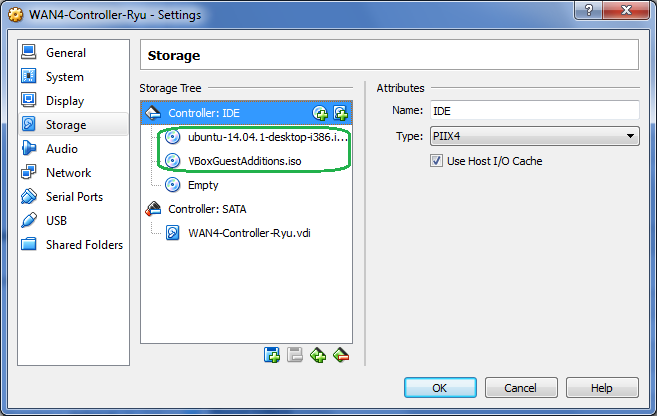 WAN4-Controller-Ryu - Settings
General
System
Display
Storage
Audio
Network
Serial Ports
USB
Shared Folders
Storage
Storage Tree
Controller: IDE
ubuntu-14.04.1-desktop-i386.i...
VBoxGuestAdditions.iso
Empty
Controller: SATA
WAN4-Controller-Ryu.vdi
Attributes
Name: IDE
Type: PIIX4
Use Host I/O Cache
OK Cancel Help